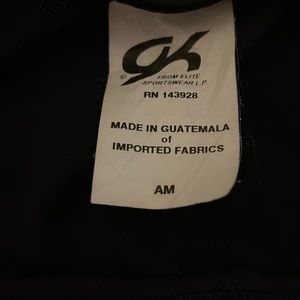 GK
©
FROM ELITE
SPORTSWEAR L.P.
RN 143928
MADE IN GUATEMALA
of
IMPORTED FABRICS
AM